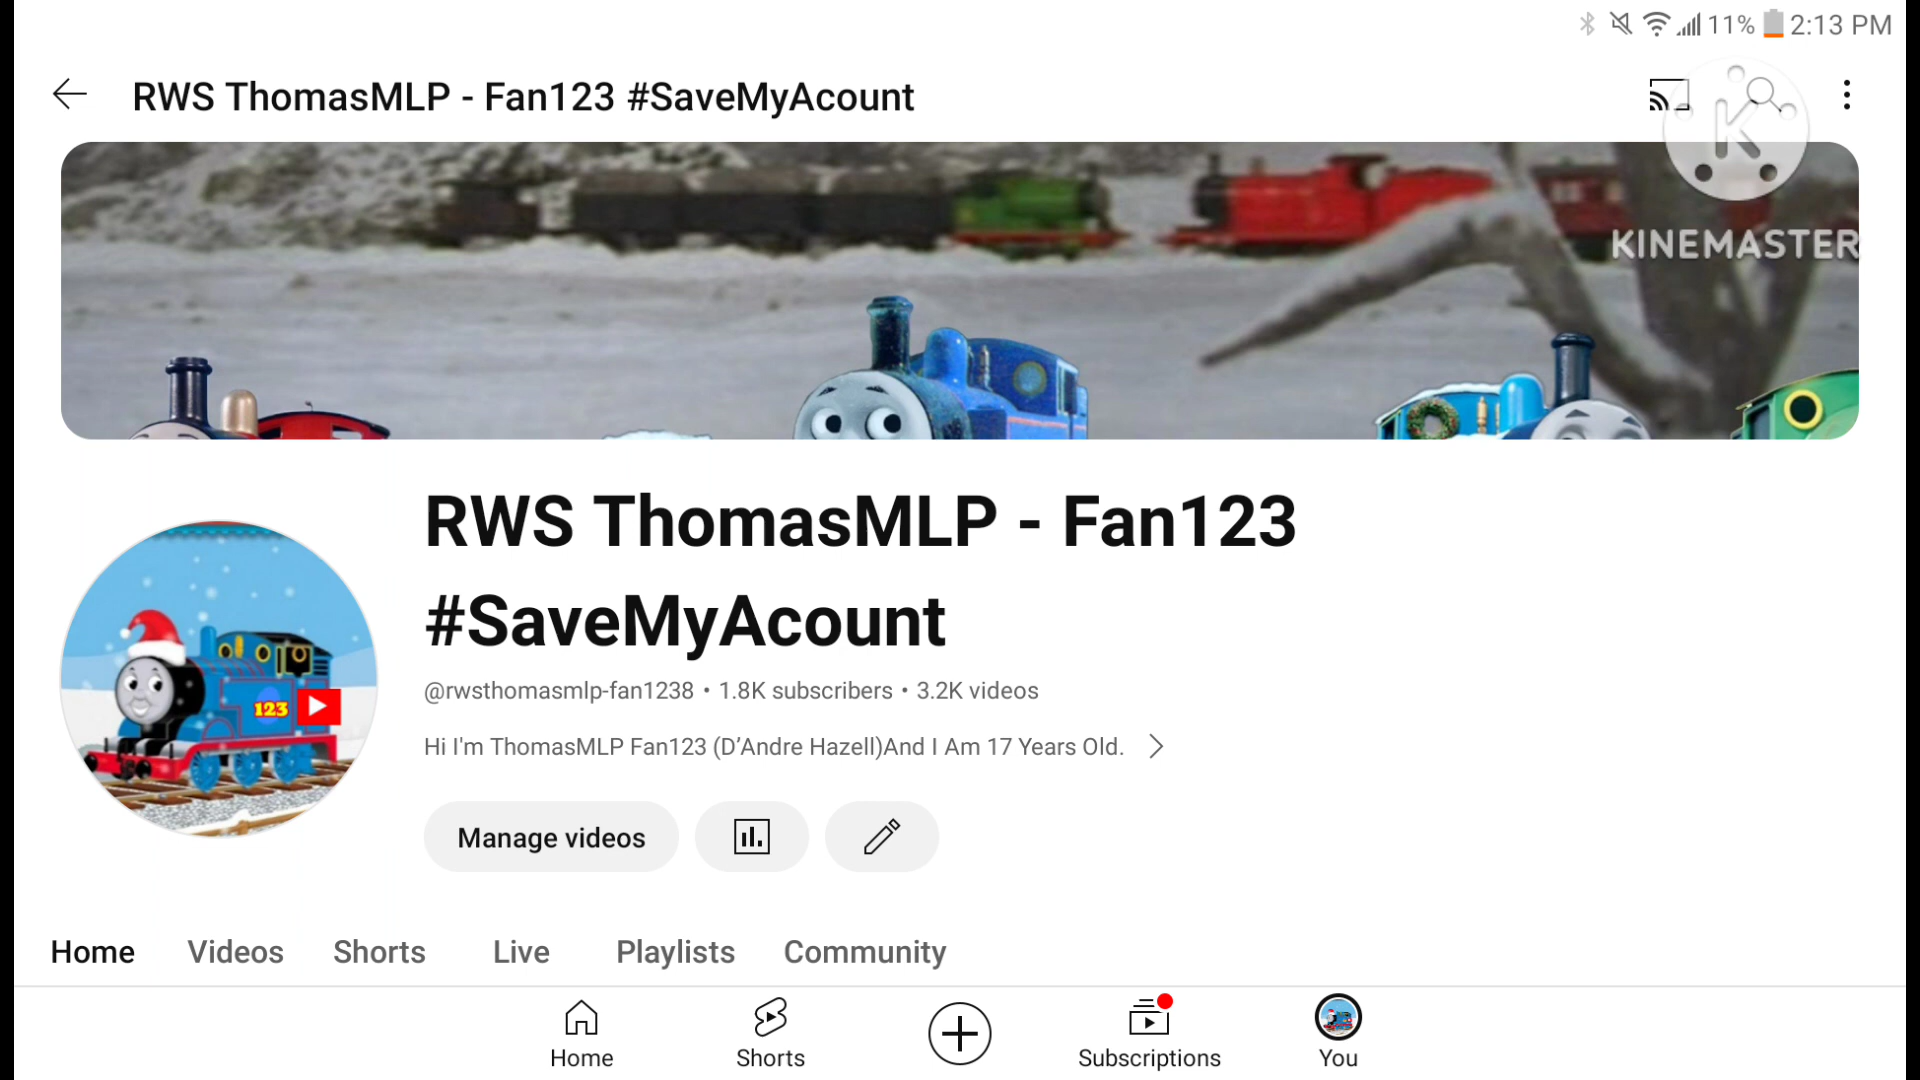 11% 2:13 PM
RWS ThomasMLP - Fan123 #SaveMyAcount
K
KINEMASTER
RWS ThomasMLP - Fan123
#SaveMyAcount
123
@rwsthomasmlp-fan1238 • 1.8K subscribers • 3.2K videos
Hi I'm ThomasMLP Fan123 (D’Andre Hazell)And I Am 17 Years Old.
Manage videos
Home Videos Shorts Live Playlists Community
Home Shorts Subscriptions You